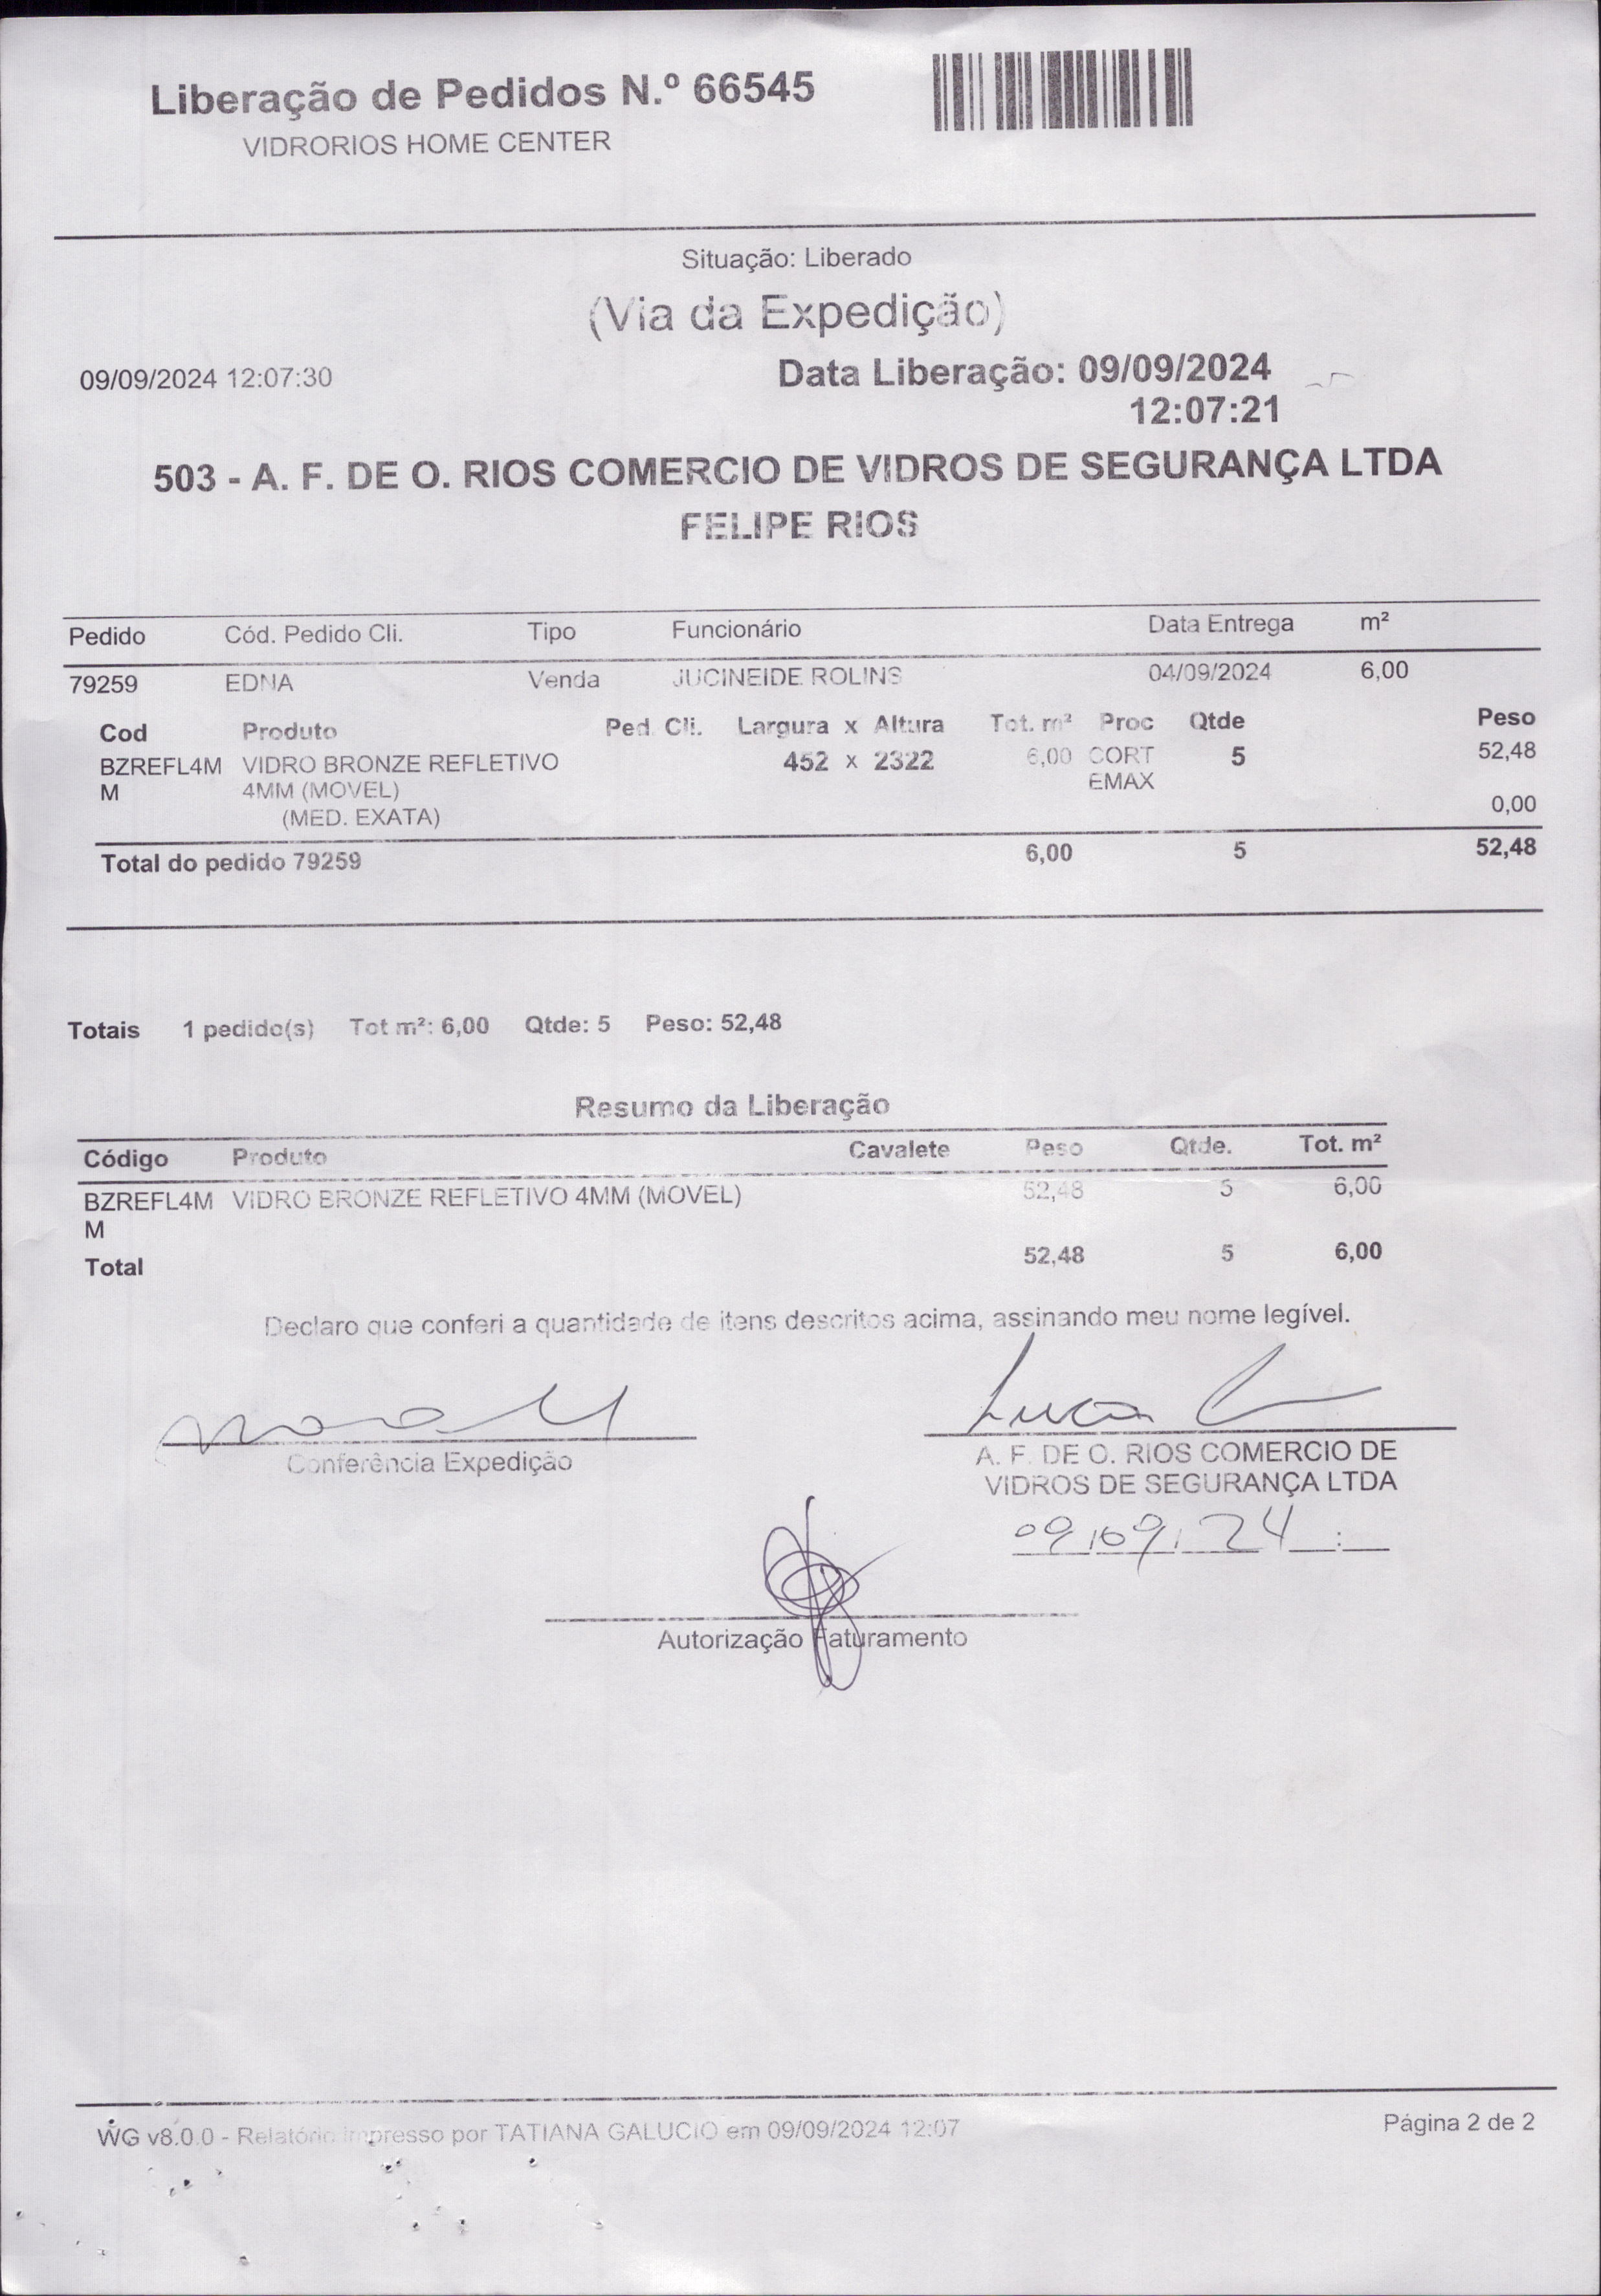 Liberação de Pedidos N.º 66545
VIDRORIOS HOME CENTER
Situação: Liberado
(Via da Expedição)
09/09/2024 12:07:30
Data Liberação: 09/09/2024
12:07:21
503 - A. F. DE O. RIOS COMERCIO DE VIDROS DE SEGURANÇA LTDA
FELIPE RIOS
Pedido Cód. Pedido Cli. Tipo Funcionário Data Entrega m²
79259 EDNA Venda JUCINEIDE ROLINS 04/09/2024 6,00
Cod Produto Ped. Cli. Largura x Altura Tot. m² Proc Qtde Peso
BZREFL4M VIDRO BRONZE REFLETIVO 452 x 2322 6,00 CORT 5 52,48
M 4MM (MOVEL) EMAX
(MED. EXATA) 0,00
Total do pedido 79259 6,00 5 52,48
Totais 1 pedido(s) Tot m²: 6,00 Qtde: 5 Peso: 52,48
Resumo da Liberação
Código Produto Cavalete Peso Qtde. Tot. m²
BZREFL4M VIDRO BRONZE REFLETIVO 4MM (MOVEL) 52,48 5 6,00
M
Total 52,48 5 6,00
Declaro que conferi a quantidade de itens descritos acima, assinando meu nome legível.
Conferência Expedição
A. F. DE O. RIOS COMERCIO DE
VIDROS DE SEGURANÇA LTDA
09/09/24 :
Autorização Faturamento
WG v8.0.0 - Relatório impresso por TATIANA GALUCIO em 09/09/2024 12:07
Página 2 de 2